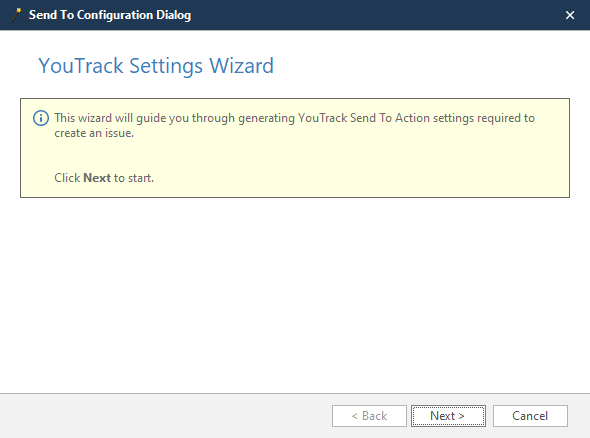 Send To Configuration Dialog
YouTrack Settings Wizard
This wizard will guide you through generating YouTrack Send To Action settings required to
create an issue.
Click Next to start.
< Back
Next >
Cancel